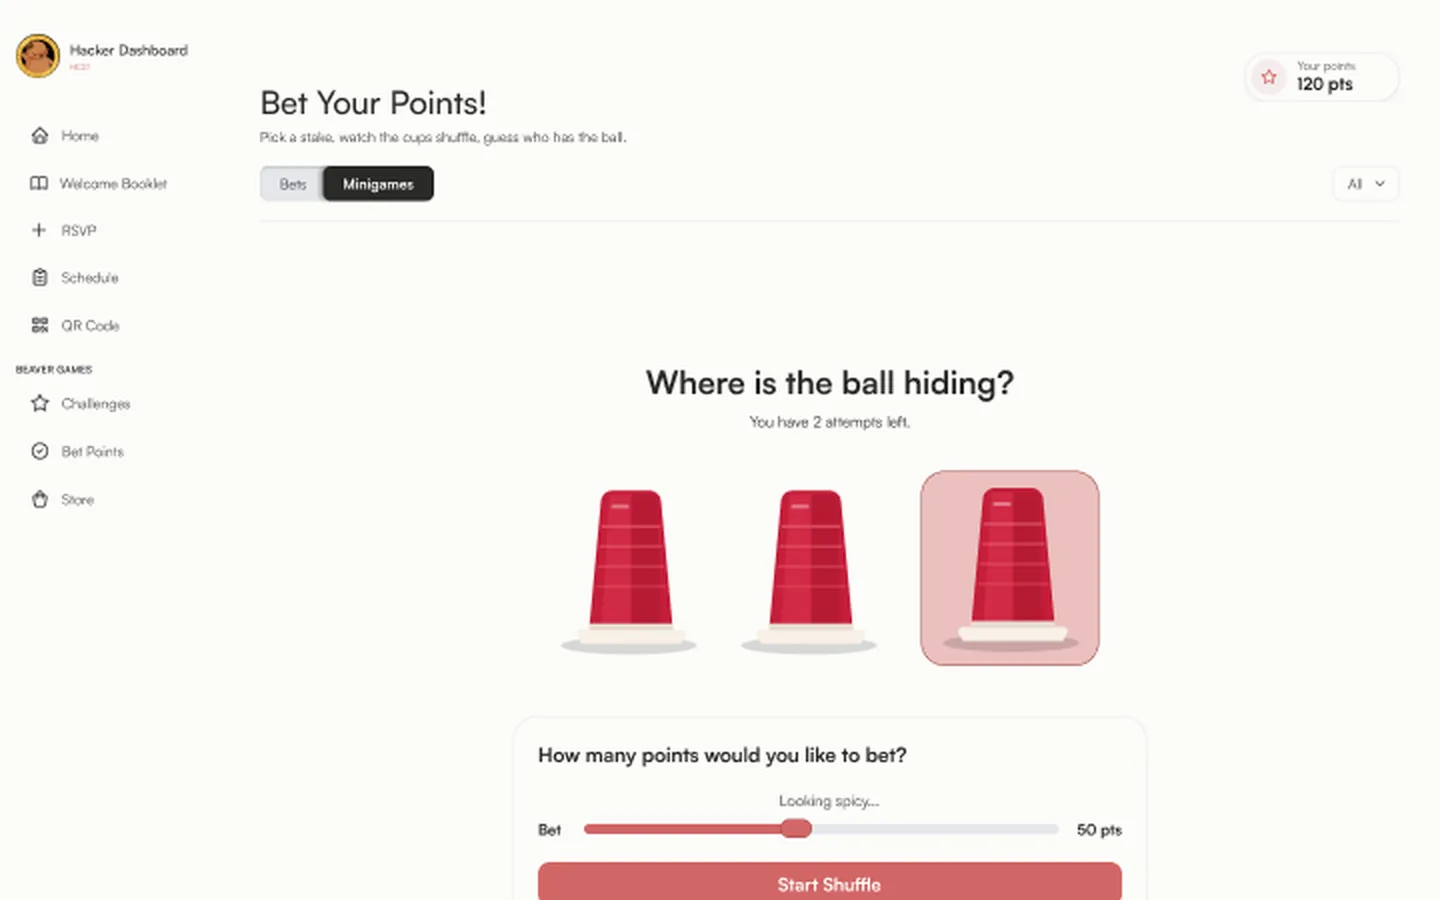 Hacker Dashboard
Home
Welcome Booklet
RSVP
Schedule
QR Code
BEAVER GAMES
Challenges
Bet Points
Store
Bet Your Points!
Pick a stake, watch the cups shuffle, guess who has the ball.
Your points
120 pts
Bets
Minigames
All
Where is the ball hiding?
You have 2 attempts left.
How many points would you like to bet?
Looking spicy...
Bet
50 pts
Start Shuffle